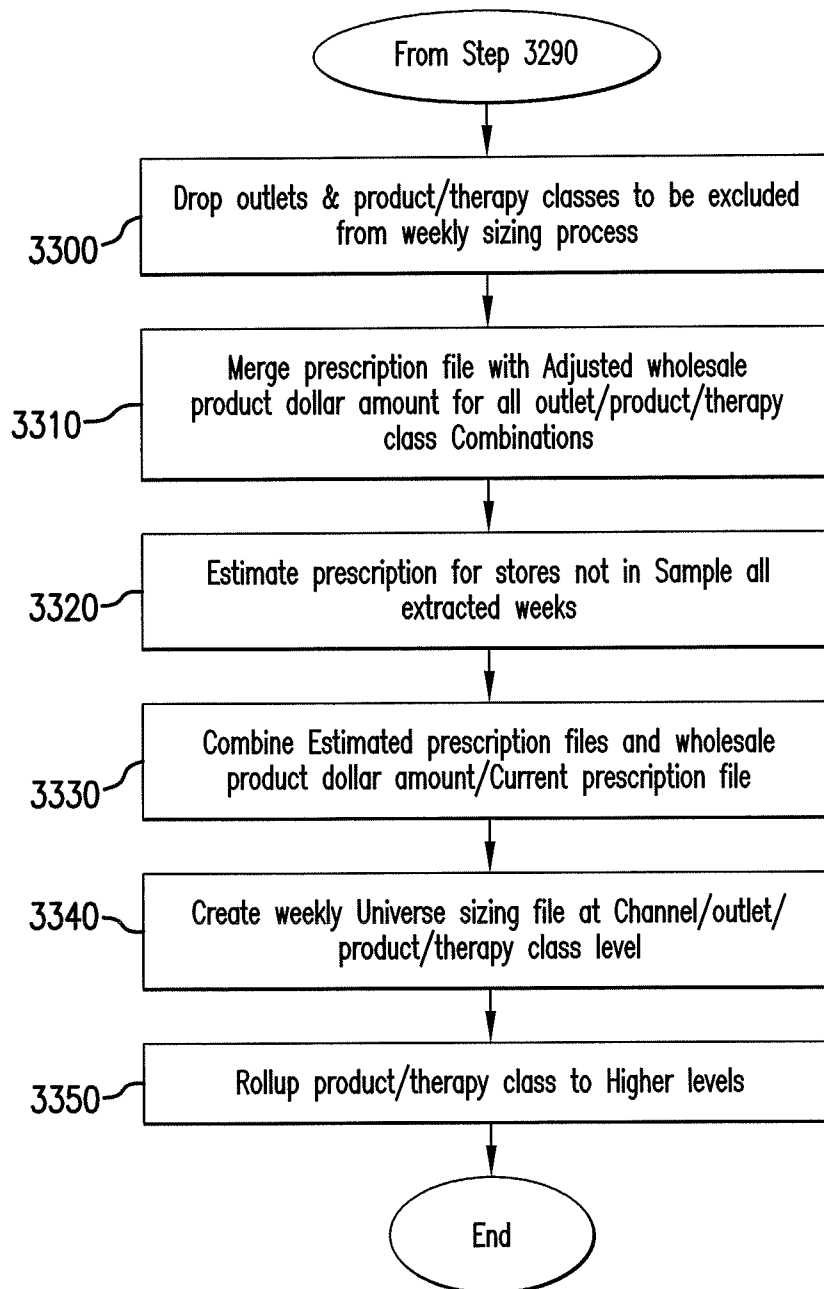 From Step 3290
Drop outlets & product/therapy classes to be excluded
from weekly sizing process
3300
Merge prescription file with Adjusted wholesale
product dollar amount for all outlet/product/therapy
class Combinations
3310
Estimate prescription for stores not in Sample all
extracted weeks
3320
Combine Estimated prescription files and wholesale
product dollar amount/Current prescription file
3330
Create weekly Universe sizing file at Channel/outlet/
product/therapy class level
3340
Rollup product/therapy class to Higher levels
3350
End